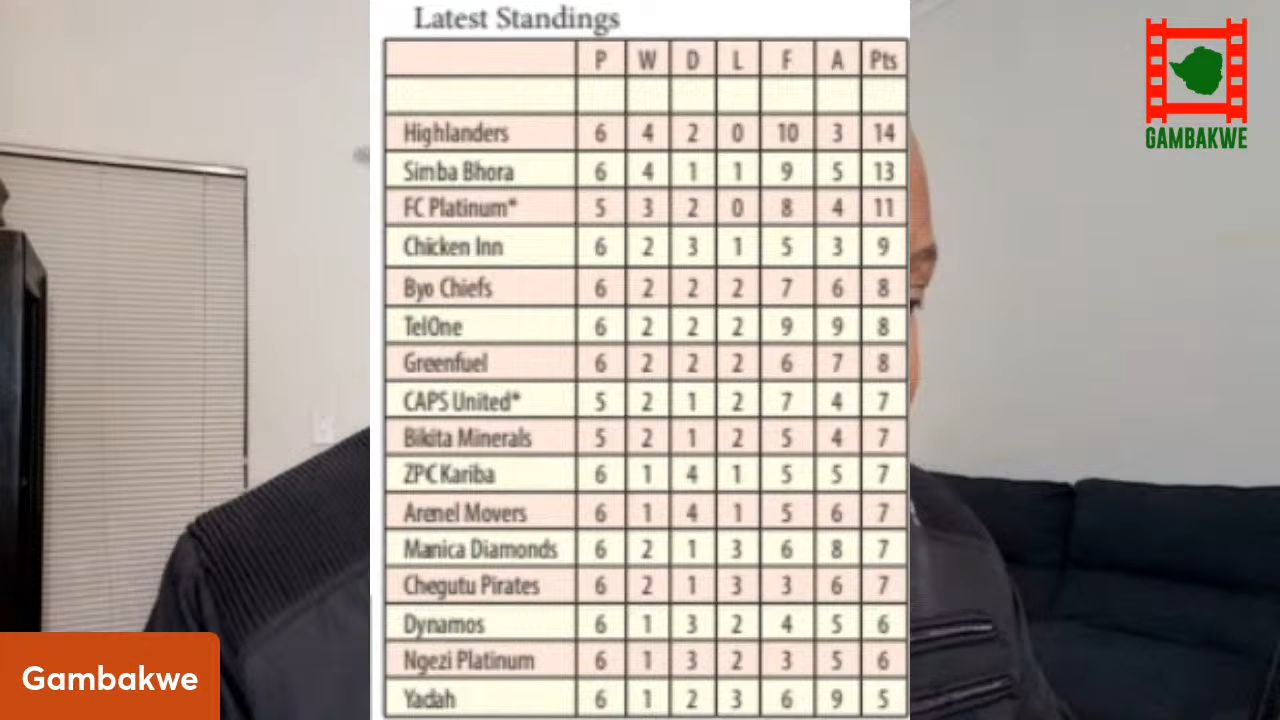 Latest Standings
P W D L F A Pts
Highlanders 6 4 2 0 10 3 14
Simba Bhora 6 4 1 1 9 5 13
FC Platinum* 5 3 2 0 8 4 11
Chicken Inn 6 2 3 1 5 3 9
Byo Chiefs 6 2 2 2 7 6 8
TelOne 6 2 2 2 9 9 8
Greenfuel 6 2 2 2 6 7 8
CAPS United* 5 2 1 2 7 4 7
Bikita Minerals 5 2 1 2 5 4 7
ZPC Kariba 6 1 4 1 5 5 7
Arenel Movers 6 1 4 1 5 6 7
Manica Diamonds 6 2 1 3 6 8 7
Chegutu Pirates 6 2 1 3 3 6 7
Dynamos 6 1 3 2 4 5 6
Ngezi Platinum 6 1 3 2 3 5 6
Yadah 6 1 2 3 6 9 5
GAMBAKWE
Gambakwe